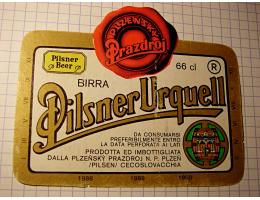 PLZEŇSKÝ
Prazdroj
Pilsner
Beer
66 cl
R
BIRRA
Pilsner Urquell
DA CONSUMARSI
PREFERIBILMENTE ENTRO
LA DATA PERFORATA AI LATI
PRODOTTA ED IMBOTTIGLIATA
DALLA PLZEŇSKÝ PRAZDROJ N. P. PLZEŇ
/PILSEN/ CECOSLOVACCHIA
1988 1989 1990